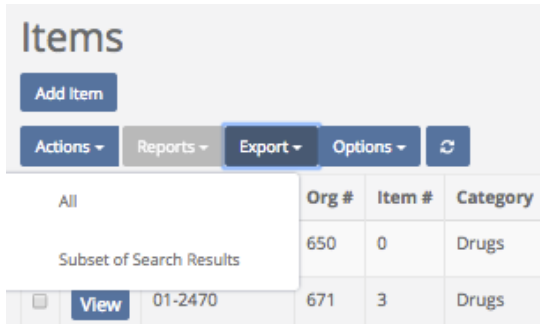 Items
Add Item
Actions Reports Export Options
All
Org # Item # Category
650 0 Drugs
Subset of Search Results
View 01-2470 671 3 Drugs